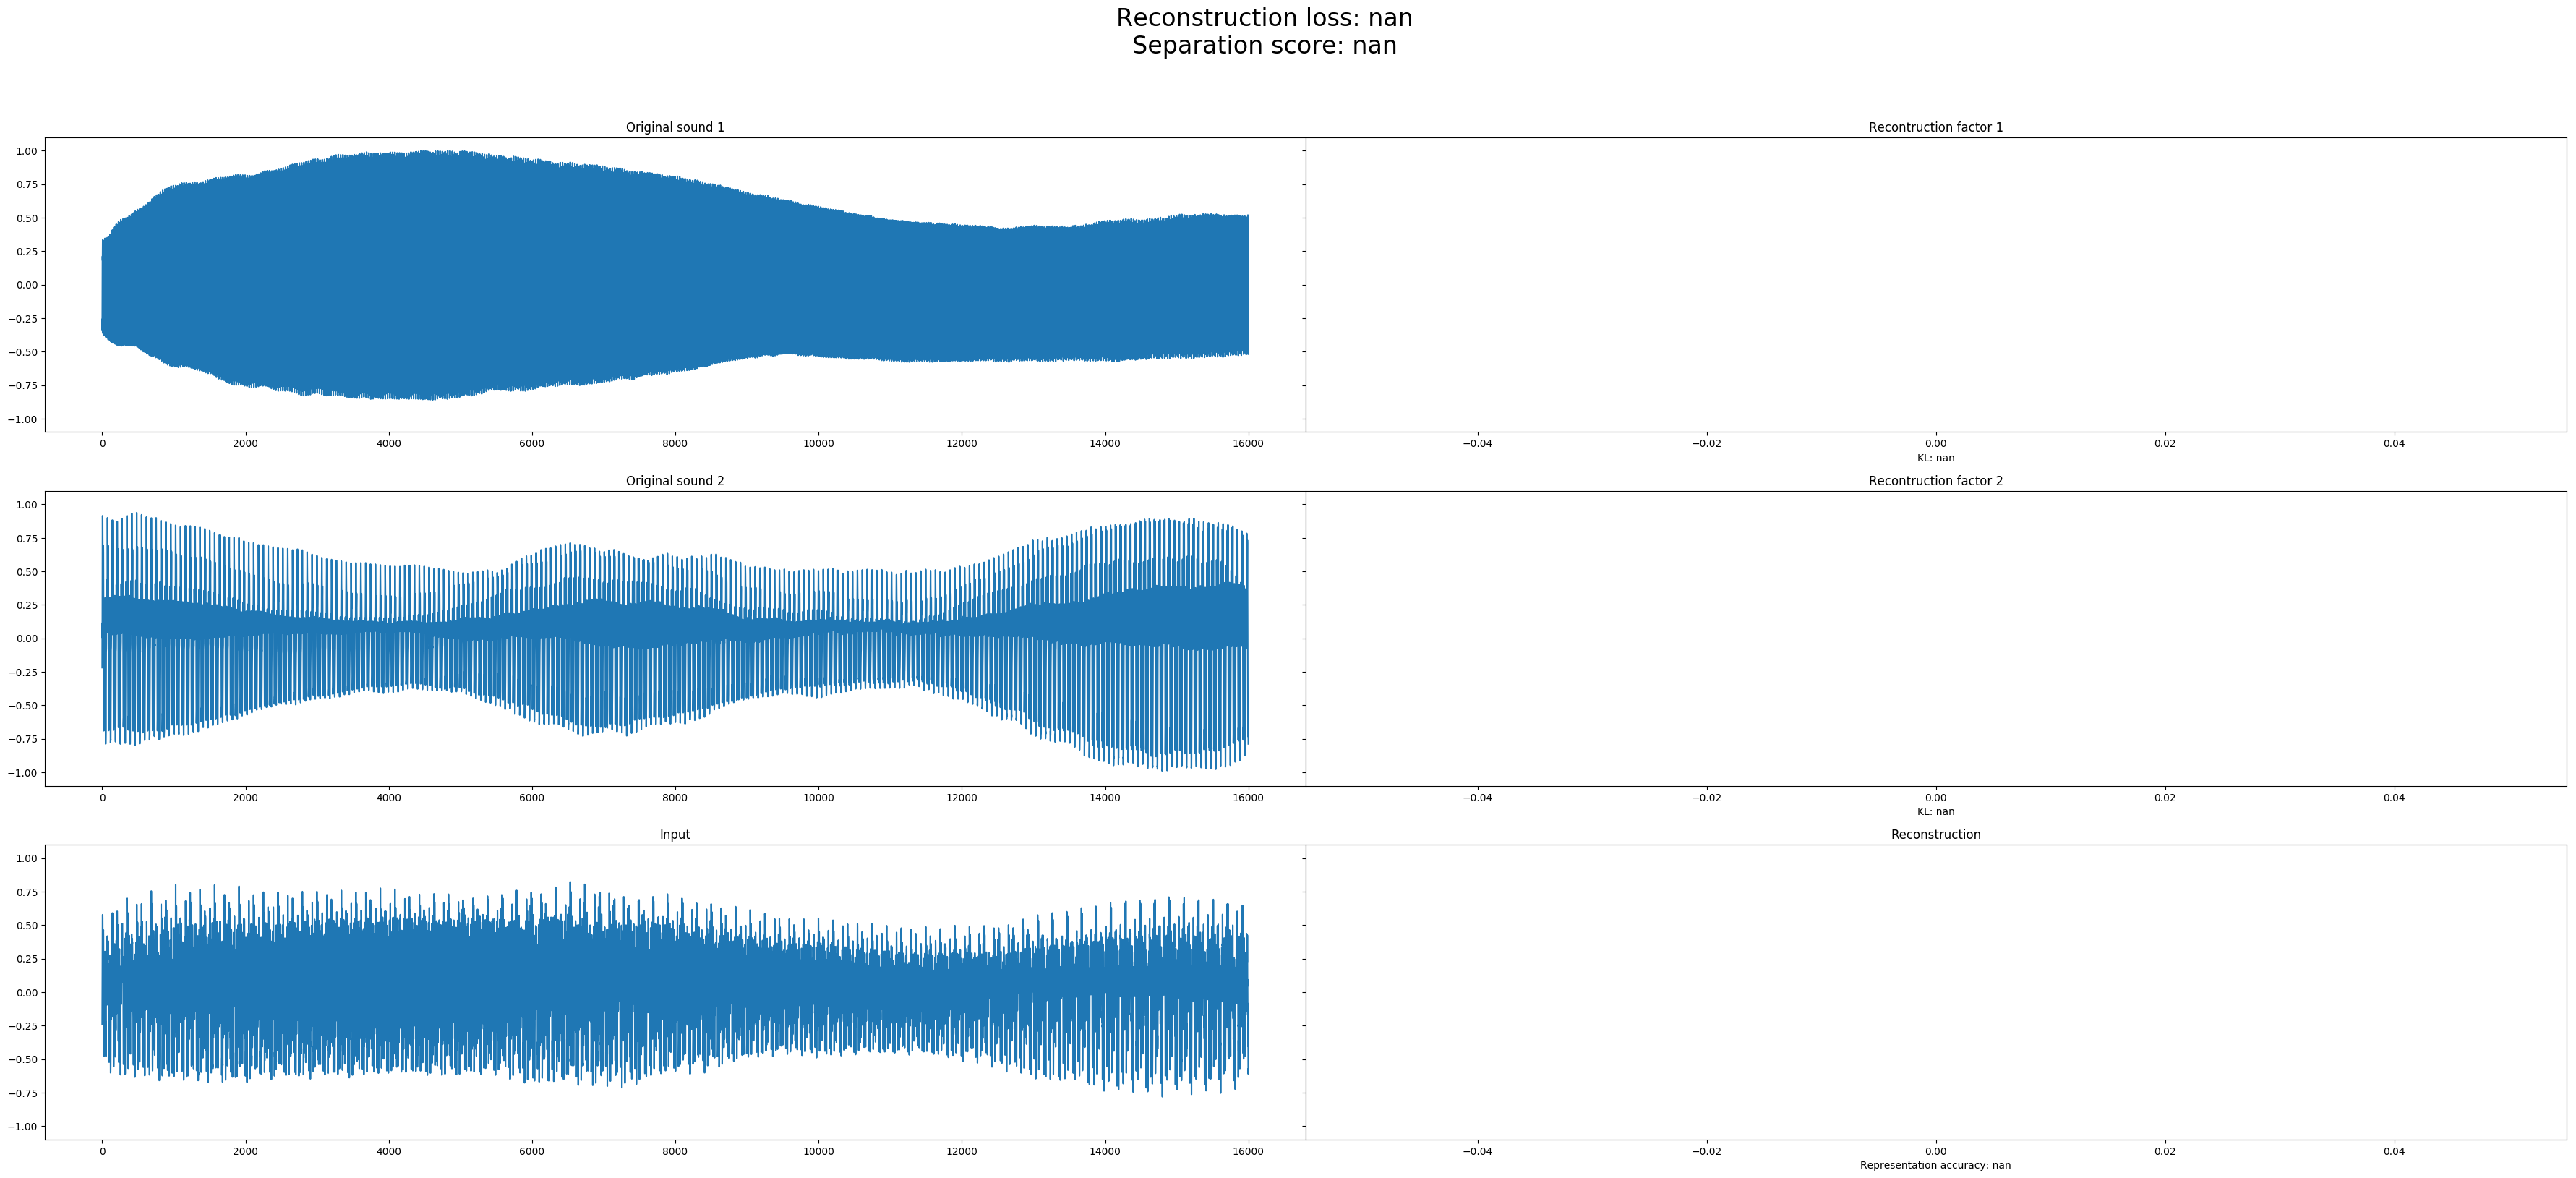 Reconstruction loss: nan
Separation score: nan
Original sound 1
Recontruction factor 1
1.00
0.75
0.50
0.25
0.00
−0.25
−0.50
−0.75
−1.00
0 2000 4000 6000 8000 10000 12000 14000 16000
−0.04 −0.02 0.00 0.02 0.04
KL: nan
Original sound 2
Recontruction factor 2
1.00
0.75
0.50
0.25
0.00
−0.25
−0.50
−0.75
−1.00
0 2000 4000 6000 8000 10000 12000 14000 16000
−0.04 −0.02 0.00 0.02 0.04
KL: nan
Input
Reconstruction
1.00
0.75
0.50
0.25
0.00
−0.25
−0.50
−0.75
−1.00
0 2000 4000 6000 8000 10000 12000 14000 16000
−0.04 −0.02 0.00 0.02 0.04
Representation accuracy: nan